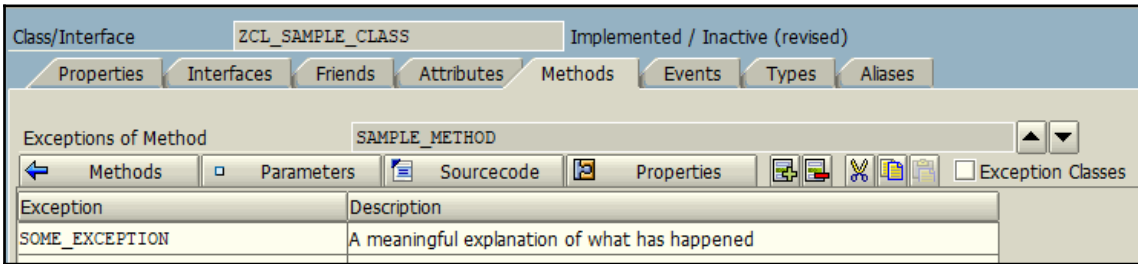 Class/Interface ZCL_SAMPLE_CLASS Implemented / Inactive (revised)
Properties Interfaces Friends Attributes Methods Events Types Aliases
Exceptions of Method SAMPLE_METHOD
Methods Parameters Sourcecode Properties Exception Classes
Exception Description
SOME_EXCEPTION A meaningful explanation of what has happened